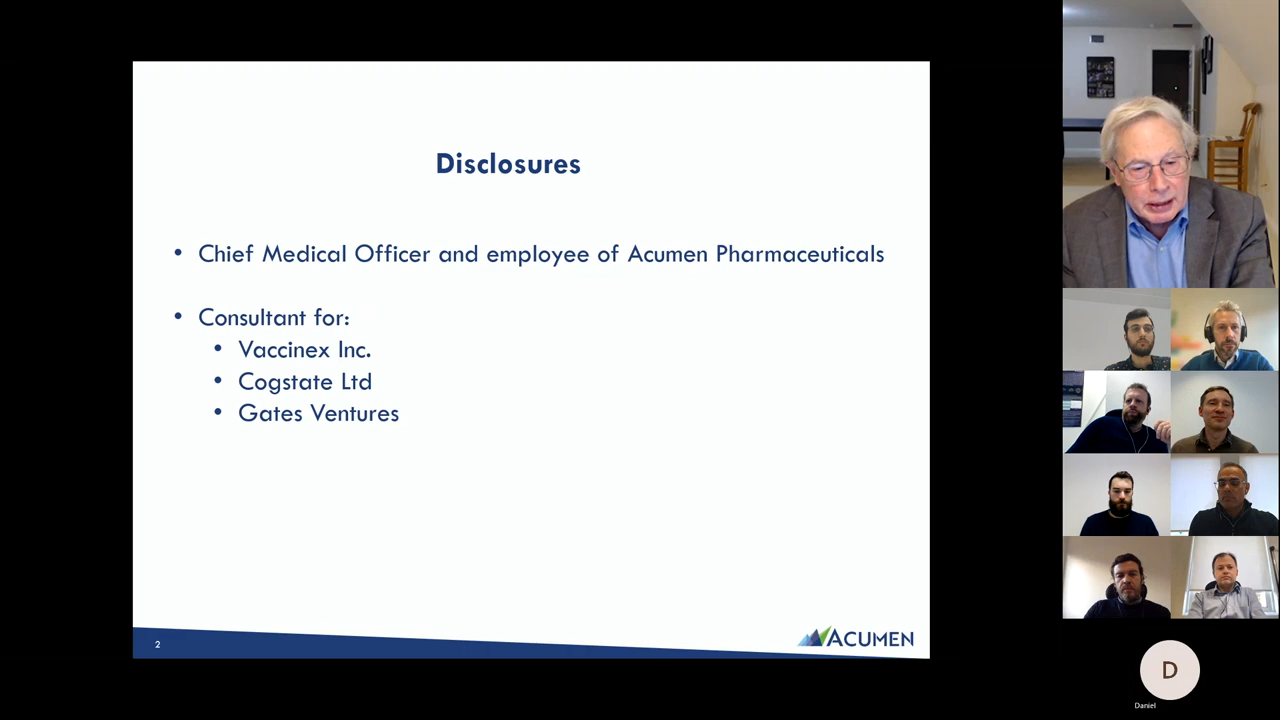 Disclosures
• Chief Medical Officer and employee of Acumen Pharmaceuticals
• Consultant for:
• Vaccinex Inc.
• Cogstate Ltd
• Gates Ventures
2
ACUMEN
D
Daniel